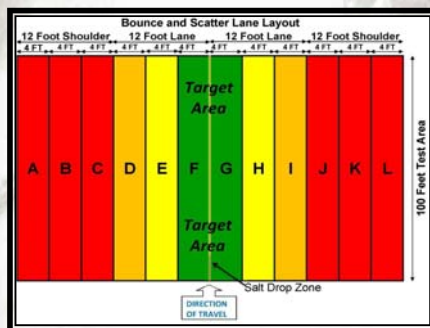 Bounce and Scatter Lane Layout
12 Foot Shoulder 12 Foot Lane 12 Foot Lane 12 Foot Shoulder
4 FT 4 FT 4 FT 4 FT 4 FT 4 FT 4 FT 4 FT 4 FT 4 FT 4 FT 4 FT
Target
Area
A B C D E F G H I J K L
Target
Area
100 Feet Test Area
Salt Drop Zone
DIRECTION
OF TRAVEL